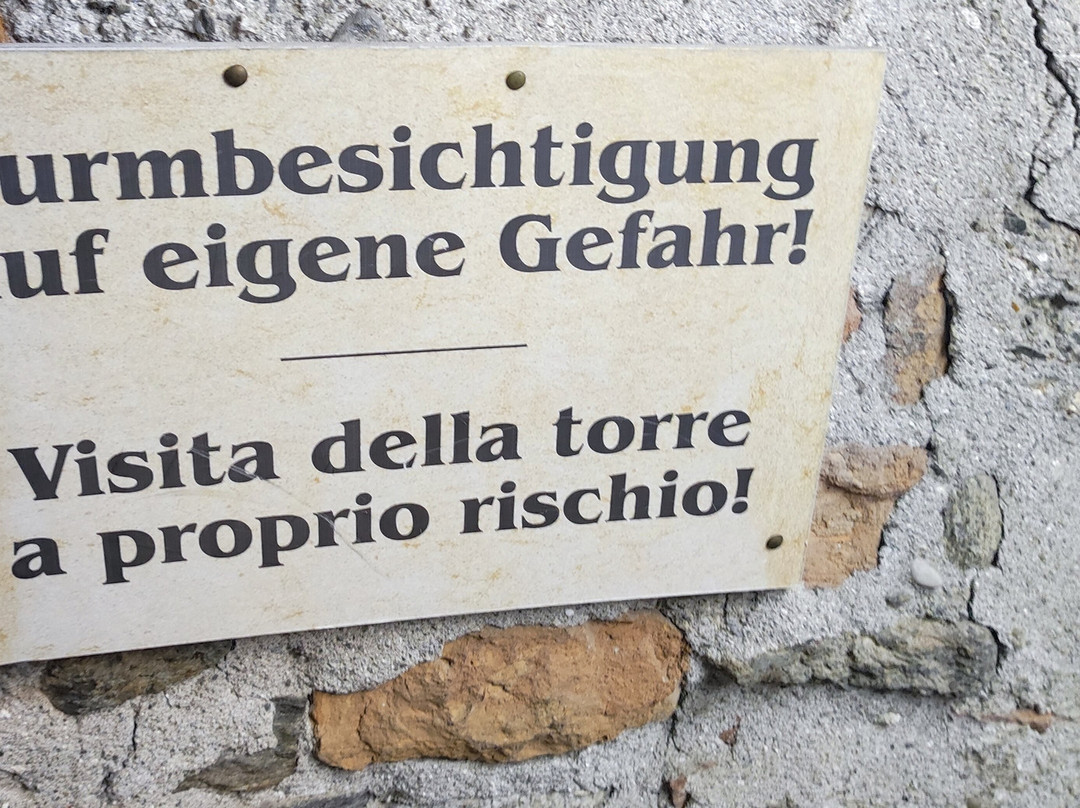 urmbesichtigung
uf eigene Gefahr!
Visita della torre
a proprio rischio!